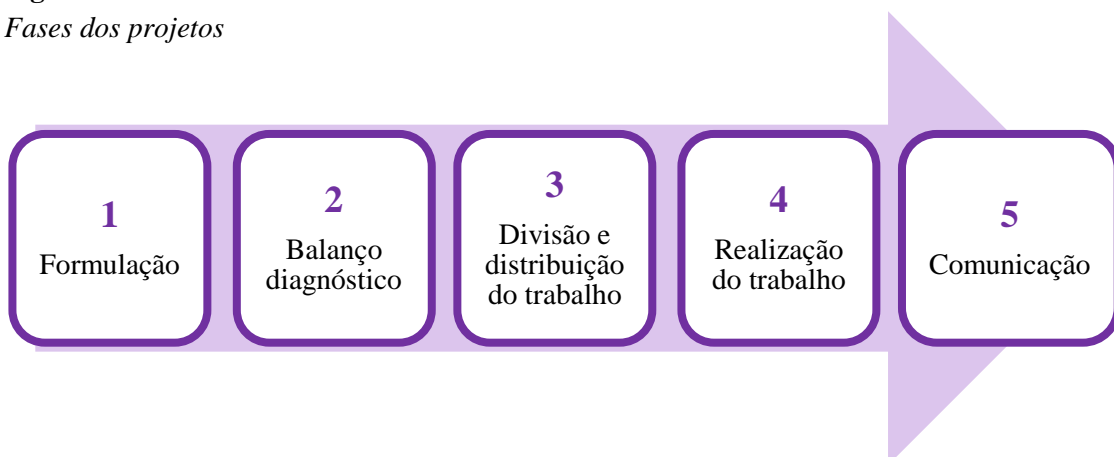 Fases dos projetos
1
Formulação
2
Balanço
diagnóstico
3
Divisão e
distribuição
do trabalho
4
Realização
do trabalho
5
Comunicação